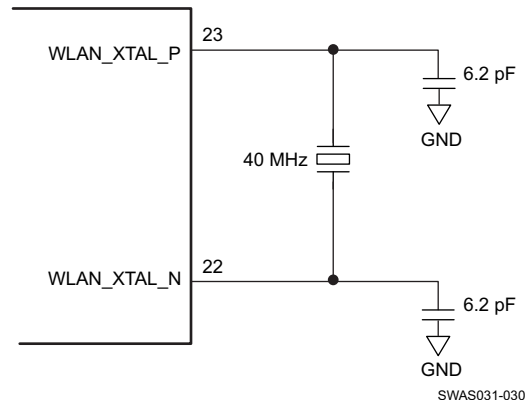 23
WLAN_XTAL_P
6.2 pF
GND
40 MHz
22
WLAN_XTAL_N
6.2 pF
GND
SWAS031-030